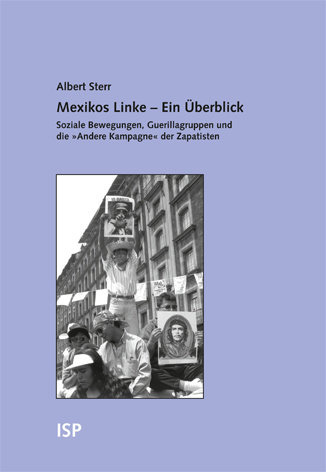 Albert Sterr
Mexikos Linke – Ein Überblick
Soziale Bewegungen, Guerillagruppen und
die »Andere Kampagne« der Zapatisten
ISP